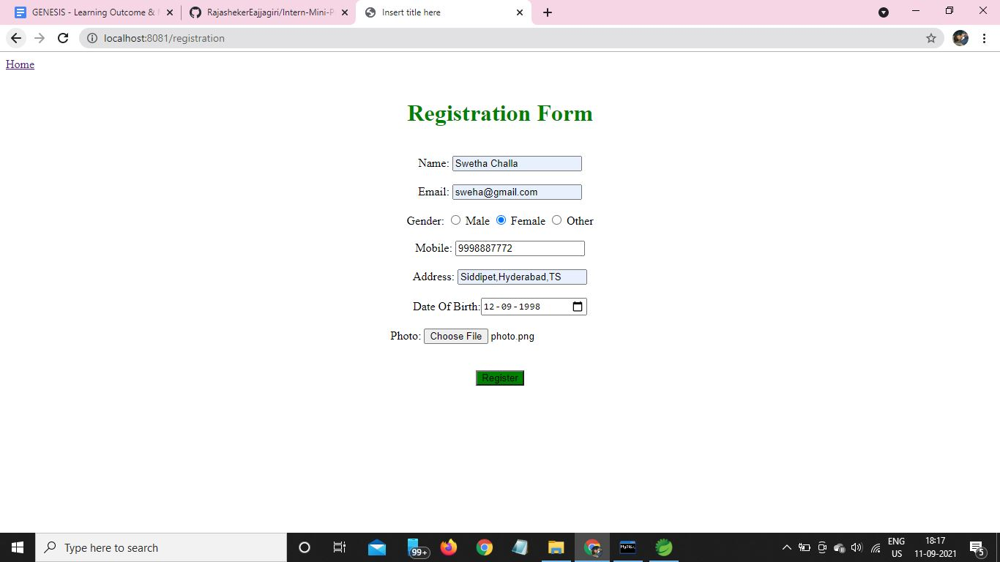 GENESIS - Learning Outcome &
RajashekerEajjagiri/Intern-Mini-P
Insert title here
localhost:8081/registration
Home
Registration Form
Name: Swetha Challa
Email: sweha@gmail.com
Gender: Male Female Other
Mobile: 9998887772
Address: Siddipet,Hyderabad,TS
Date Of Birth: 12-09-1998
Photo: Choose File photo.png
Register
Type here to search
99+
MySQL
ENG
US
18:17
11-09-2021
5